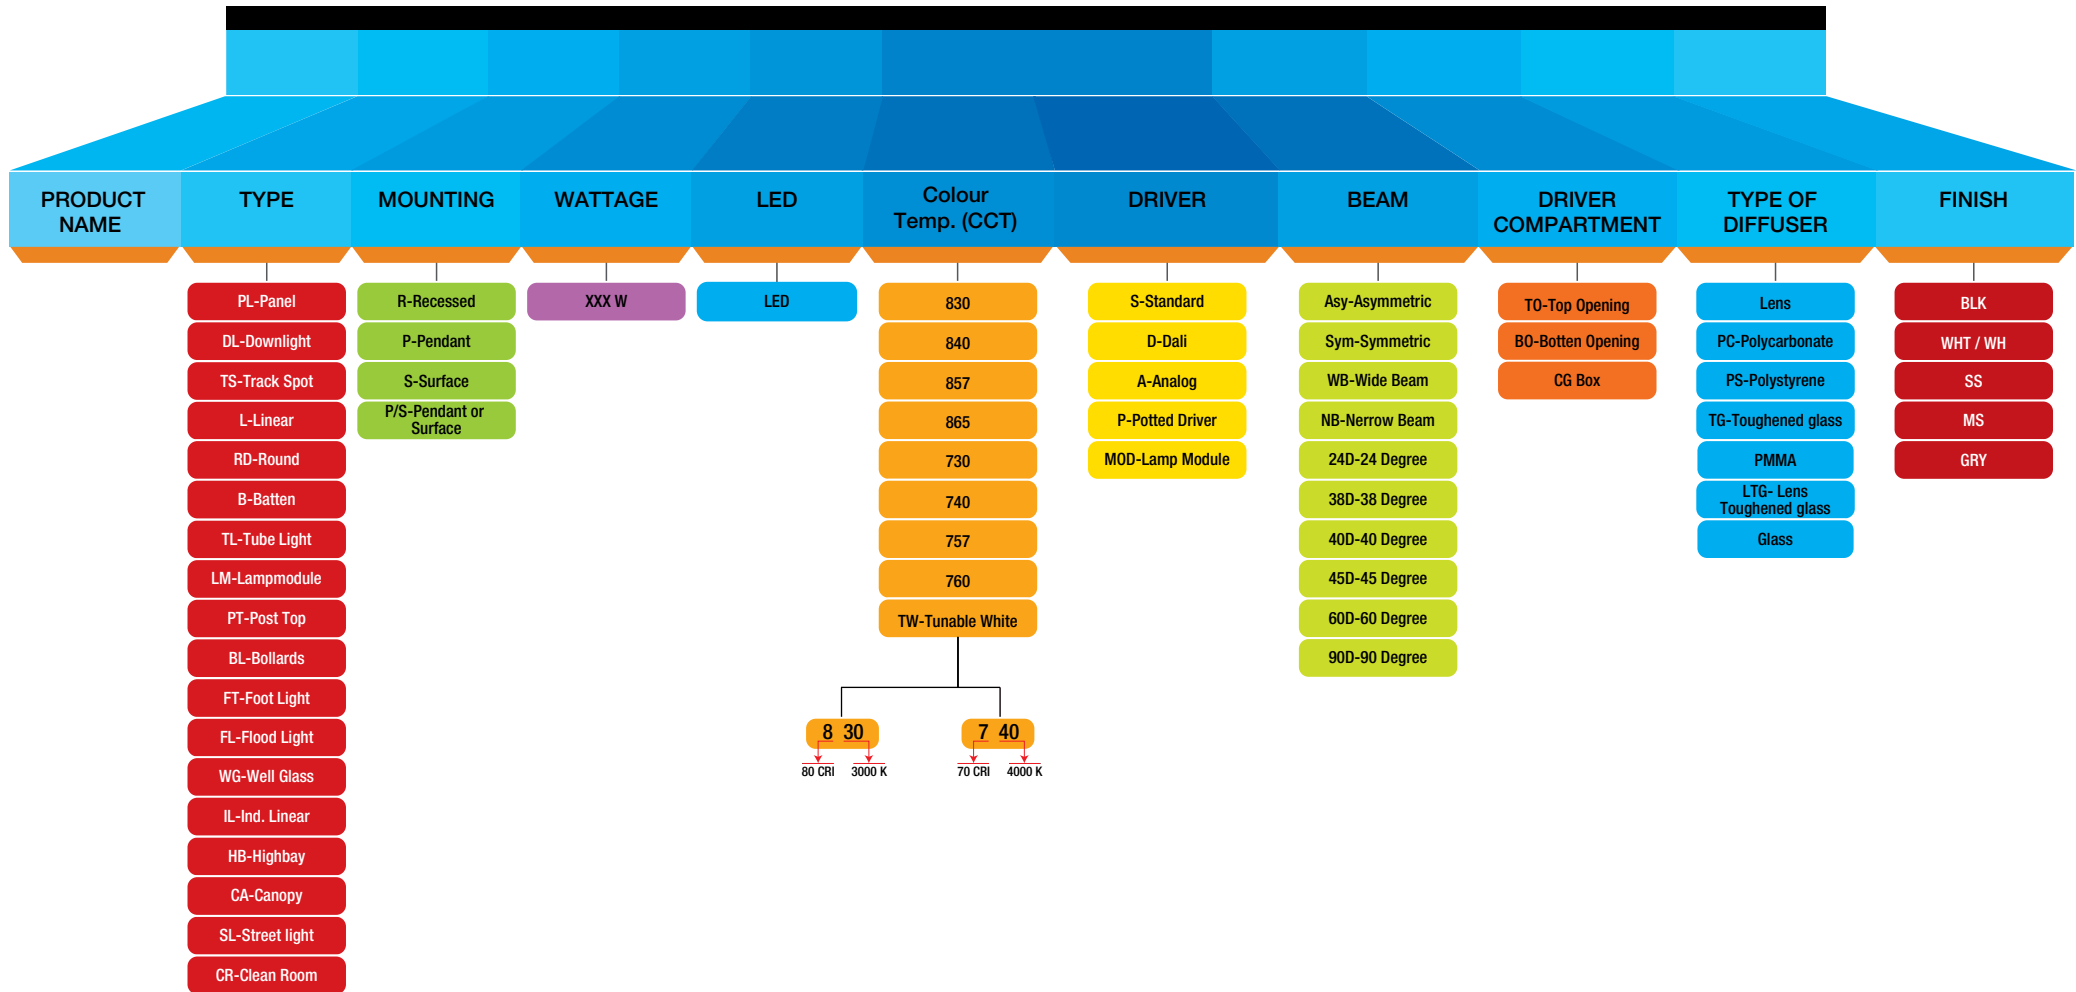 PRODUCT
NAME
TYPE
MOUNTING
WATTAGE
LED
Colour
Temp. (CCT)
DRIVER
BEAM
DRIVER
COMPARTMENT
TYPE OF
DIFFUSER
FINISH
PL-Panel
DL-Downlight
TS-Track Spot
L-Linear
RD-Round
B-Batten
TL-Tube Light
LM-Lampmodule
PT-Post Top
BL-Bollards
FT-Foot Light
FL-Flood Light
WG-Well Glass
IL-Ind. Linear
HB-Highbay
CA-Canopy
SL-Street light
CR-Clean Room
R-Recessed
P-Pendant
S-Surface
P/S-Pendant or
Surface
XXX W
LED
830
840
857
865
730
740
757
760
TW-Tunable White
8 30
80 CRI 3000 K
7 40
70 CRI 4000 K
S-Standard
D-Dali
A-Analog
P-Potted Driver
MOD-Lamp Module
Asy-Asymmetric
Sym-Symmetric
WB-Wide Beam
NB-Nerrow Beam
24D-24 Degree
38D-38 Degree
40D-40 Degree
45D-45 Degree
60D-60 Degree
90D-90 Degree
TO-Top Opening
BO-Botten Opening
CG Box
Lens
PC-Polycarbonate
PS-Polystyrene
TG-Toughened glass
PMMA
LTG- Lens
Toughened glass
Glass
BLK
WHT / WH
SS
MS
GRY